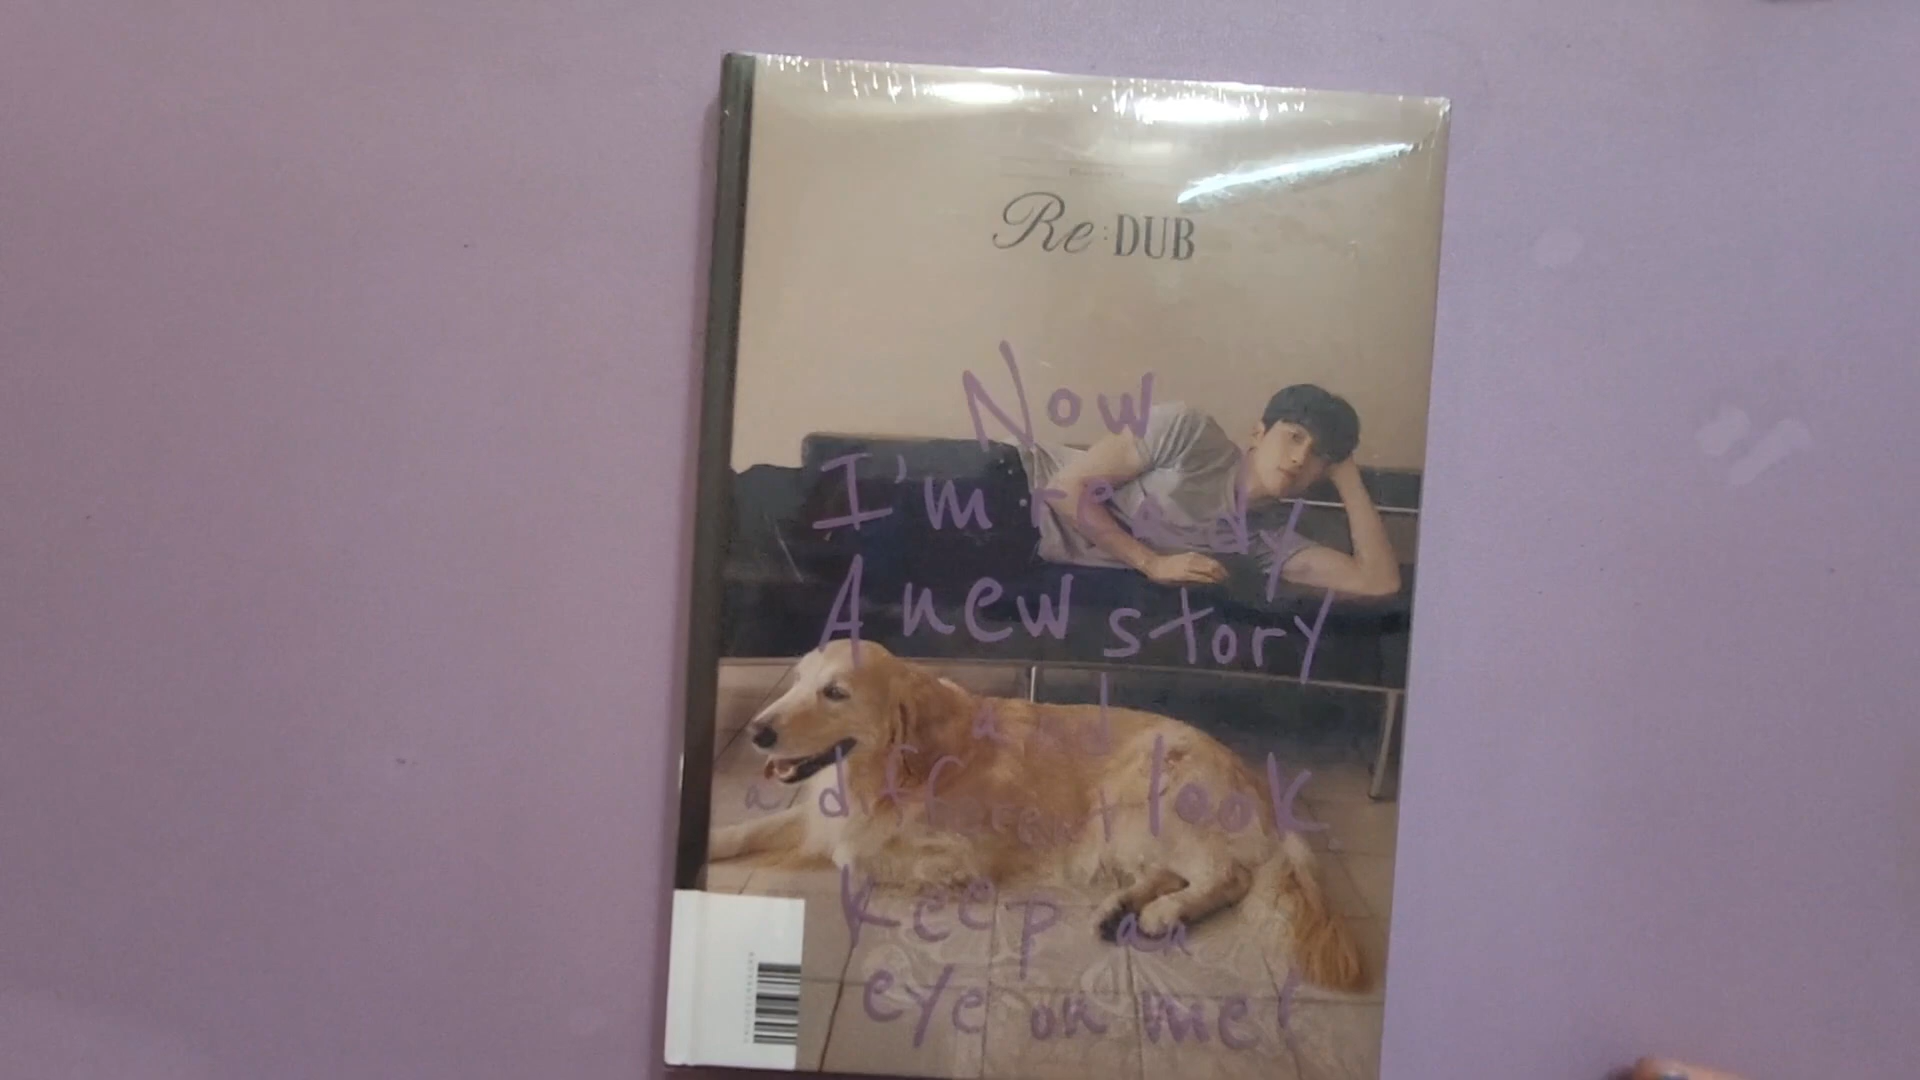 Re:DUB
Now
I'm ready
A new story
and
a different look.
keep an
eye on me!